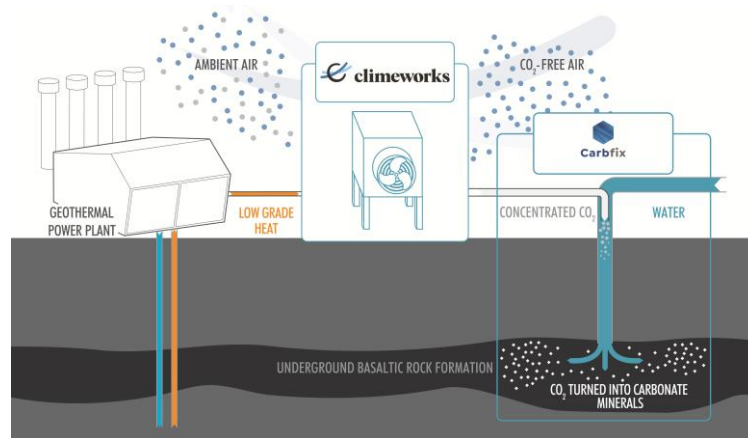 AMBIENT AIR
climeworks
CO₂-FREE AIR
Carbfix
GEOTHERMAL
POWER PLANT
LOW GRADE
HEAT
CONCENTRATED CO₂
WATER
UNDERGROUND BASALTIC ROCK FORMATION
CO₂ TURNED INTO CARBONATE
MINERALS